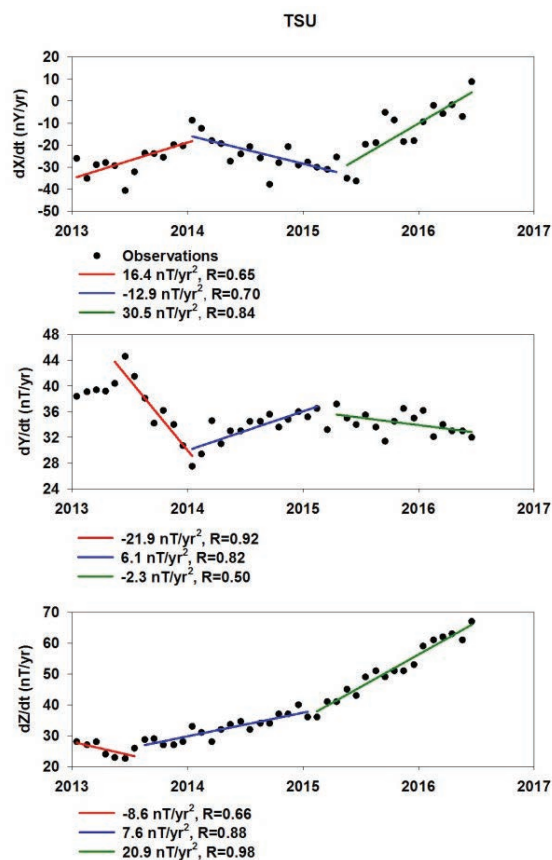 TSU
dX/dt (nY/yr)
20
10
0
-10
-20
-30
-40
-50
2013
2014
2015
2016
2017
Observations
16.4 nT/yr², R=0.65
-12.9 nT/yr², R=0.70
30.5 nT/yr², R=0.84
dY/dt (nT/yr)
48
44
40
36
32
28
24
2013
2014
2015
2016
2017
-21.9 nT/yr², R=0.92
6.1 nT/yr², R=0.82
-2.3 nT/yr², R=0.50
dZ/dt (nT/yr)
70
60
50
40
30
20
2013
2014
2015
2016
2017
-8.6 nT/yr², R=0.66
7.6 nT/yr², R=0.88
20.9 nT/yr², R=0.98